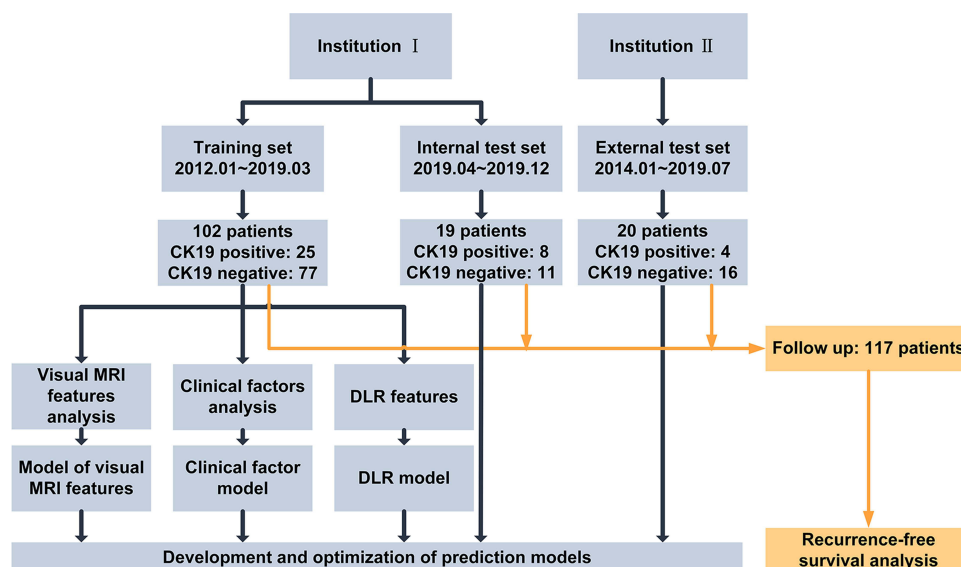 Institution Ⅰ
Institution Ⅱ
Training set
2012.01~2019.03
Internal test set
2019.04~2019.12
External test set
2014.01~2019.07
102 patients
CK19 positive: 25
CK19 negative: 77
19 patients
CK19 positive: 8
CK19 negative: 11
20 patients
CK19 positive: 4
CK19 negative: 16
Follow up: 117 patients
Visual MRI
features
analysis
Clinical factors
analysis
DLR features
Model of visual
MRI features
Clinical factor
model
DLR model
Development and optimization of prediction models
Recurrence-free
survival analysis